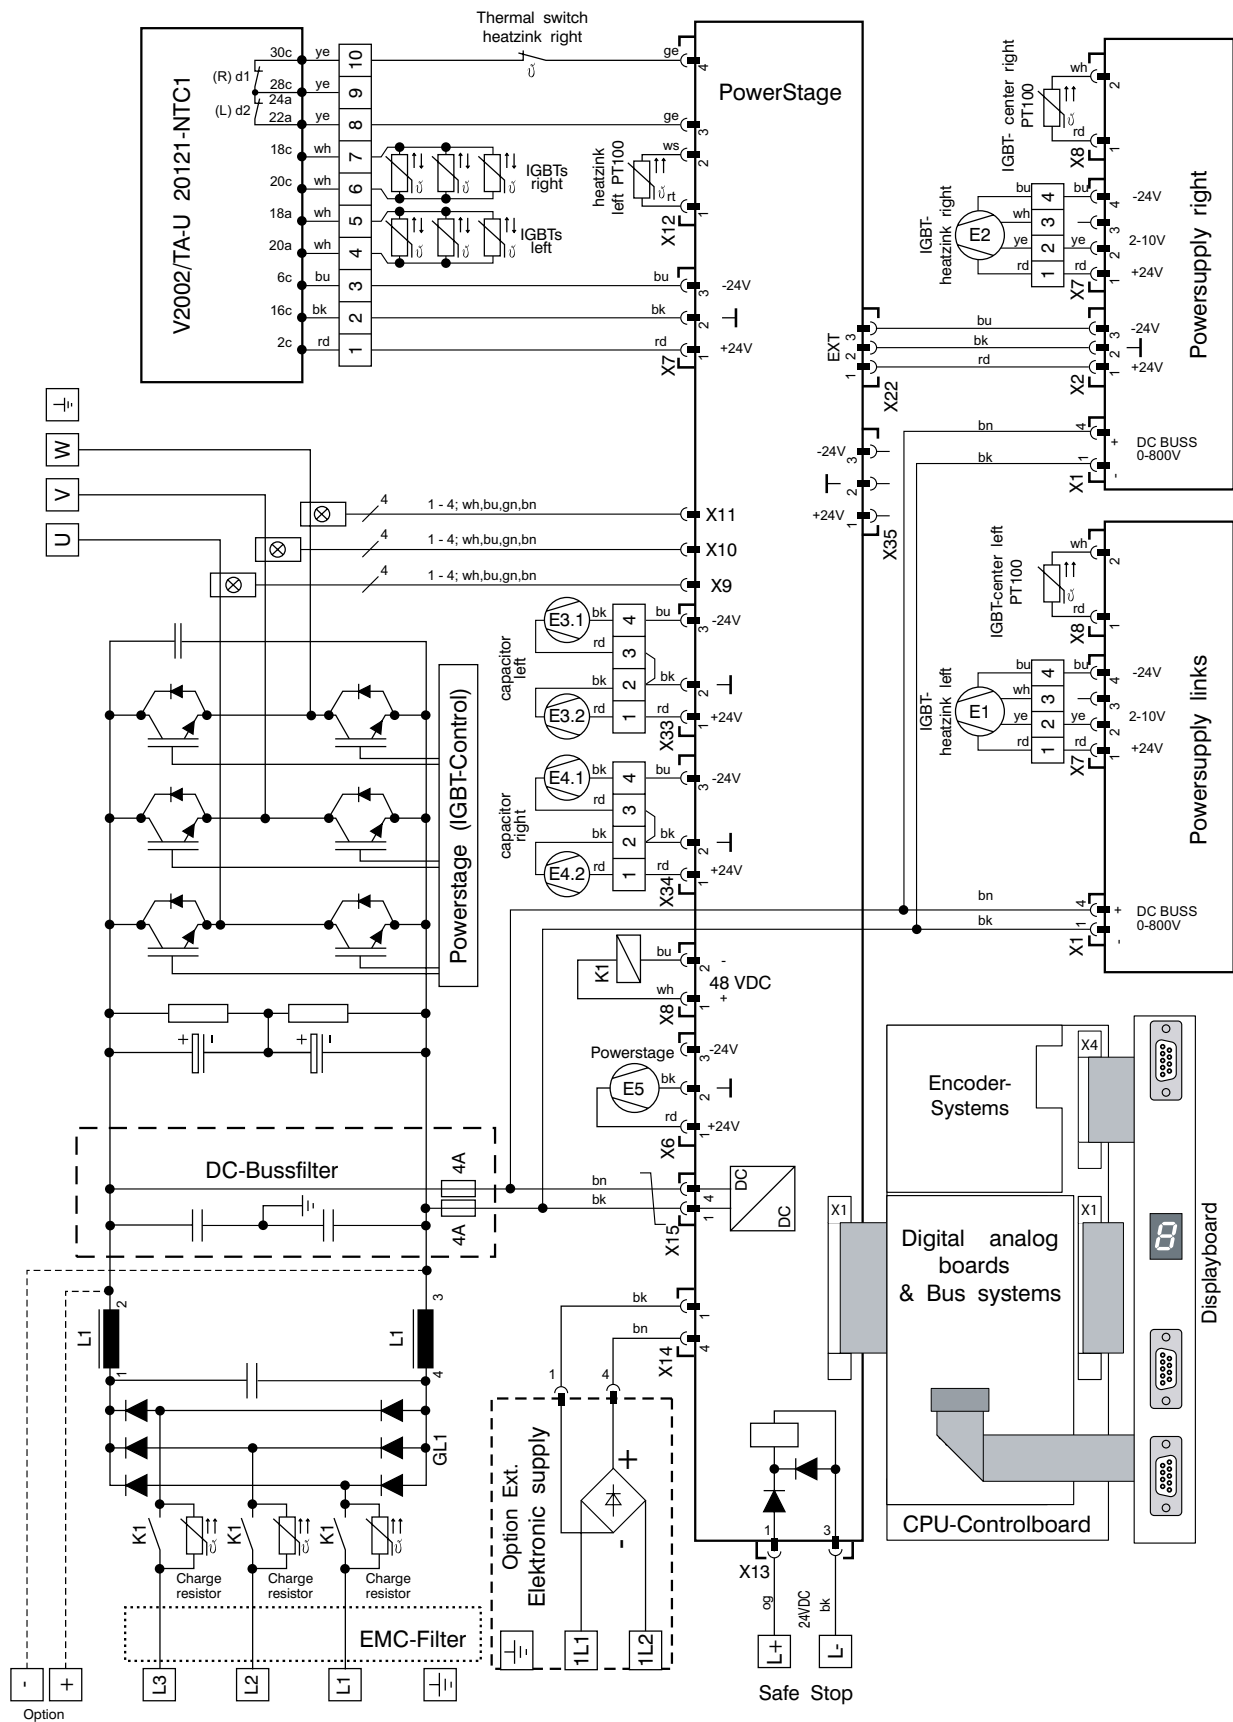 V2002/TA-U 20121-NTC1
30c
28c
24a
22a
18c
20c
18a
20a
6c
16c
2c
(R) d1
(L) d2
ye
ye
ye
wh
wh
wh
wh
bu
bk
rd
10
9
8
7
6
5
4
3
2
1
Thermal switch
heatzink right
IGBTs
right
IGBTs
left
heatzink
left PT100
ge
4
ge
3
ws
2
rt
1
X12
bu
3
-24V
bk
2
rd
1
+24V
X7
PowerStage
EXT
1 2 3
X22
bu
bk
rd
-24V
3
2
+24V
1
X35
IGBT- center right
PT100
wh
2
rd
1
X8
IGBT-
heatzink right
E2
bu
wh
ye
rd
4
3
2
1
bu
ye
rd
4
3
2
1
X7
-24V
2-10V
+24V
3
2
1
X2
-24V
+24V
bn
bk
4
1
X1
+
-
DC BUSS
0-800V
Powersupply right
IGBT-center left
PT100
wh
2
rd
1
X8
IGBT-
heatzink left
E1
bu
wh
ye
rd
4
3
2
1
bu
ye
rd
4
3
2
1
X7
-24V
2-10V
+24V
bn
bk
4
1
X1
+
-
DC BUSS
0-800V
Powersupply links
W
V
U
4
1 - 4; wh,bu,gn,bn
X11
4
1 - 4; wh,bu,gn,bn
X10
4
1 - 4; wh,bu,gn,bn
X9
capacitor
left
E3.1
E3.2
bk
rd
bk
rd
4
3
2
1
bu
bk
rd
3
2
1
X33
-24V
+24V
capacitor
right
E4.1
E4.2
bk
rd
bk
rd
4
3
2
1
bu
bk
rd
3
2
1
X34
-24V
+24V
Powerstage (IGBT-Control)
K1
bu
wh
2
1
X8
-
48 VDC
+
Powerstage
E5
bk
rd
3
2
1
X6
-24V
+24V
+
-
+
-
DC-Bussfilter
4A
4A
bn
bk
4
1
X15
DC
DC
L1
2
1
L1
3
4
bk
bn
1
4
X14
1
4
GL1
K1
K1
K1
Charge
resistor
Charge
resistor
Charge
resistor
EMC-Filter
L3
L2
L1
-
+
Option
Option Ext.
Elektronic supply
+
-
1L1
1L2
1
3
X13
og
24VDC
bk
L+
L-
Safe Stop
Encoder-
Systems
X4
X1
X1
Digital analog
boards
& Bus systems
CPU-Controlboard
8
Displayboard